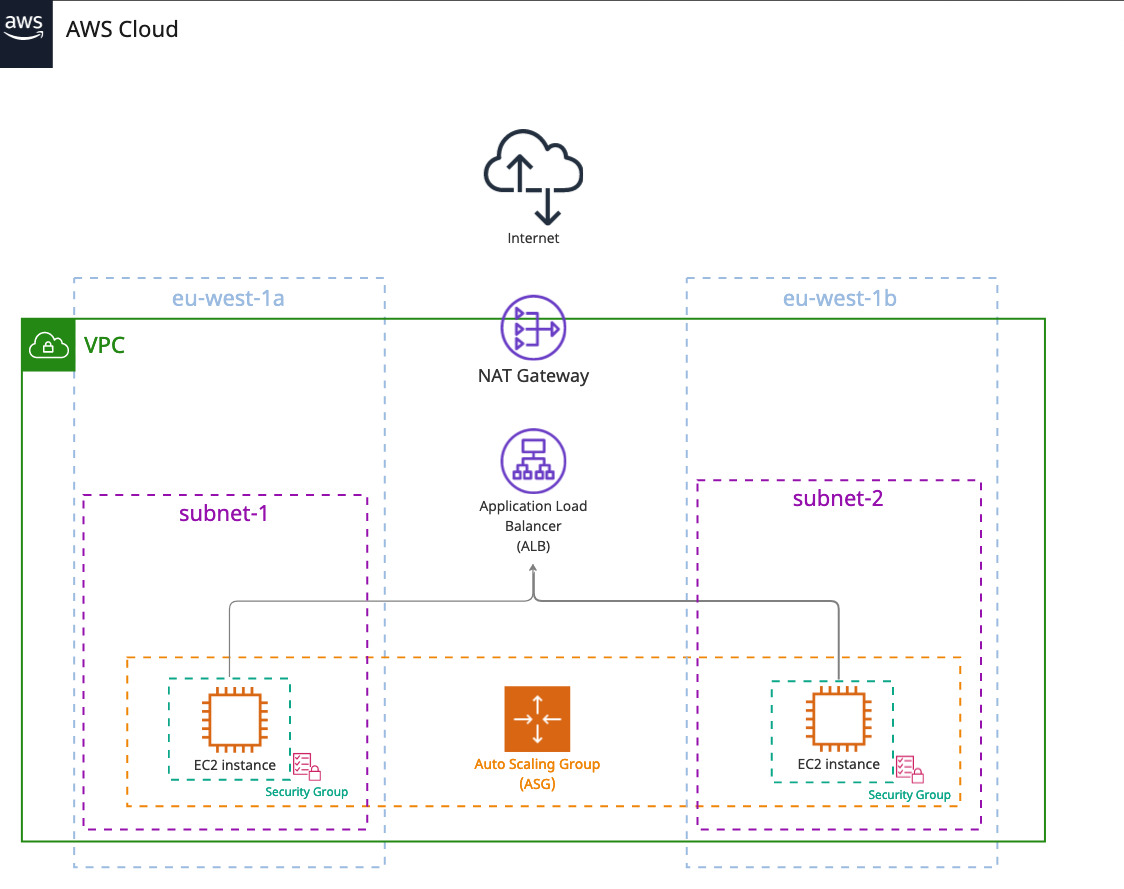 aws
AWS Cloud
Internet
eu-west-1a
eu-west-1b
VPC
NAT Gateway
Application Load
Balancer
(ALB)
subnet-1
subnet-2
EC2 instance
Security Group
Auto Scaling Group
(ASG)
EC2 instance
Security Group